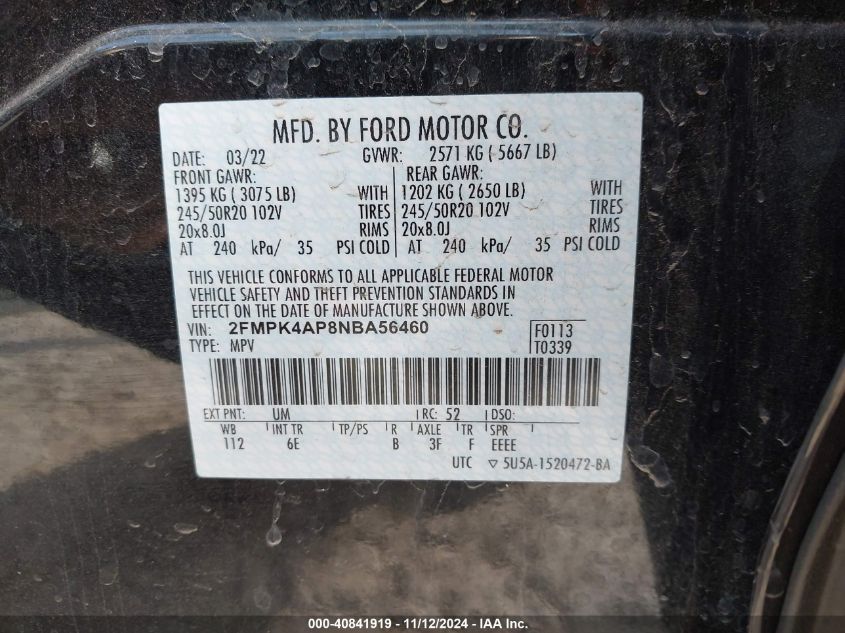 MFD. BY FORD MOTOR CO.
DATE: 03/22 GVWR: 2571 KG ( 5667 LB)
FRONT GAWR: REAR GAWR:
1395 KG ( 3075 LB) WITH 1202 KG ( 2650 LB) WITH
245/50R20 102V TIRES 245/50R20 102V TIRES
20x8.0J RIMS 20x8.0J RIMS
AT 240 kPa/ 35 PSI COLD AT 240 kPa/ 35 PSI COLD
THIS VEHICLE CONFORMS TO ALL APPLICABLE FEDERAL MOTOR
VEHICLE SAFETY AND THEFT PREVENTION STANDARDS IN
EFFECT ON THE DATE OF MANUFACTURE SHOWN ABOVE.
VIN: 2FMPK4AP8NBA56460 F0113
TYPE: MPV T0339
EXT PNT: UM RC: 52 DSO:
WB INT TR TP/PS R AXLE TR SPR
112 6E B 3F F EEEE
UTC ▽ 5U5A-1520472-BA
000-40841919 - 11/12/2024 - IAA Inc.